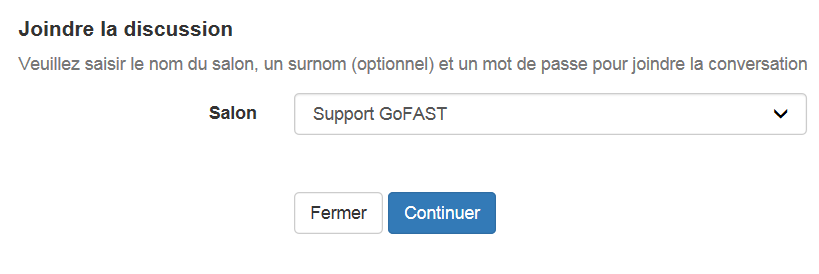 Joindre la discussion
Veuillez saisir le nom du salon, un surnom (optionnel) et un mot de passe pour joindre la conversation
Salon Support GoFAST
Fermer Continuer